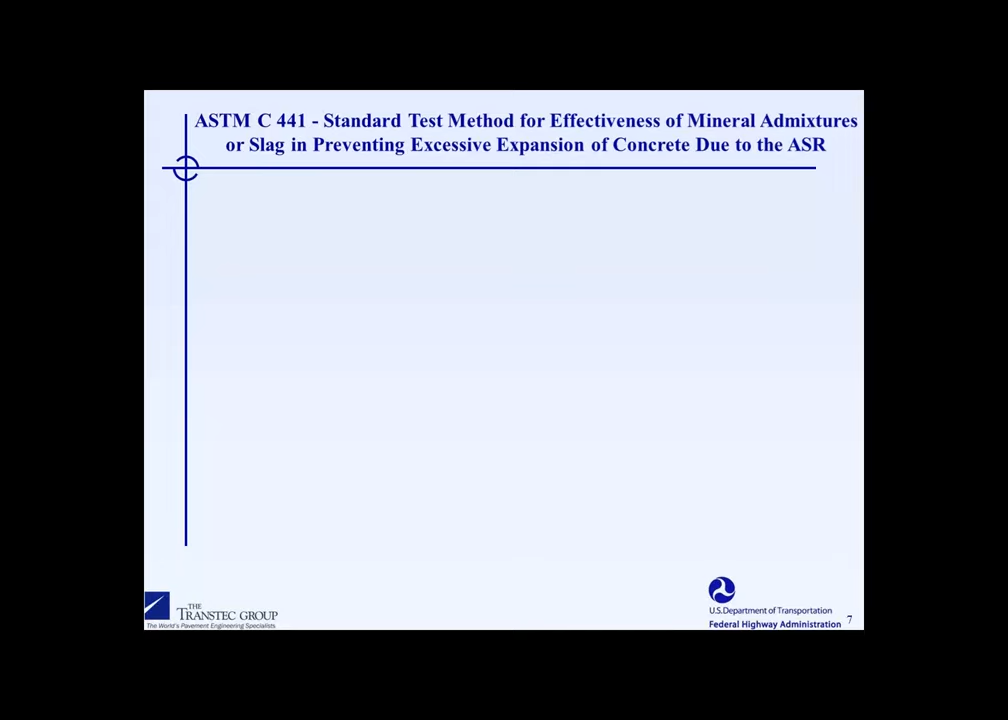 ASTM C 441 - Standard Test Method for Effectiveness of Mineral Admixtures
or Slag in Preventing Excessive Expansion of Concrete Due to the ASR
THE
TRANSTEC GROUP
The World's Pavement Engineering Specialists
U.S.Department of Transportation
Federal Highway Administration
7